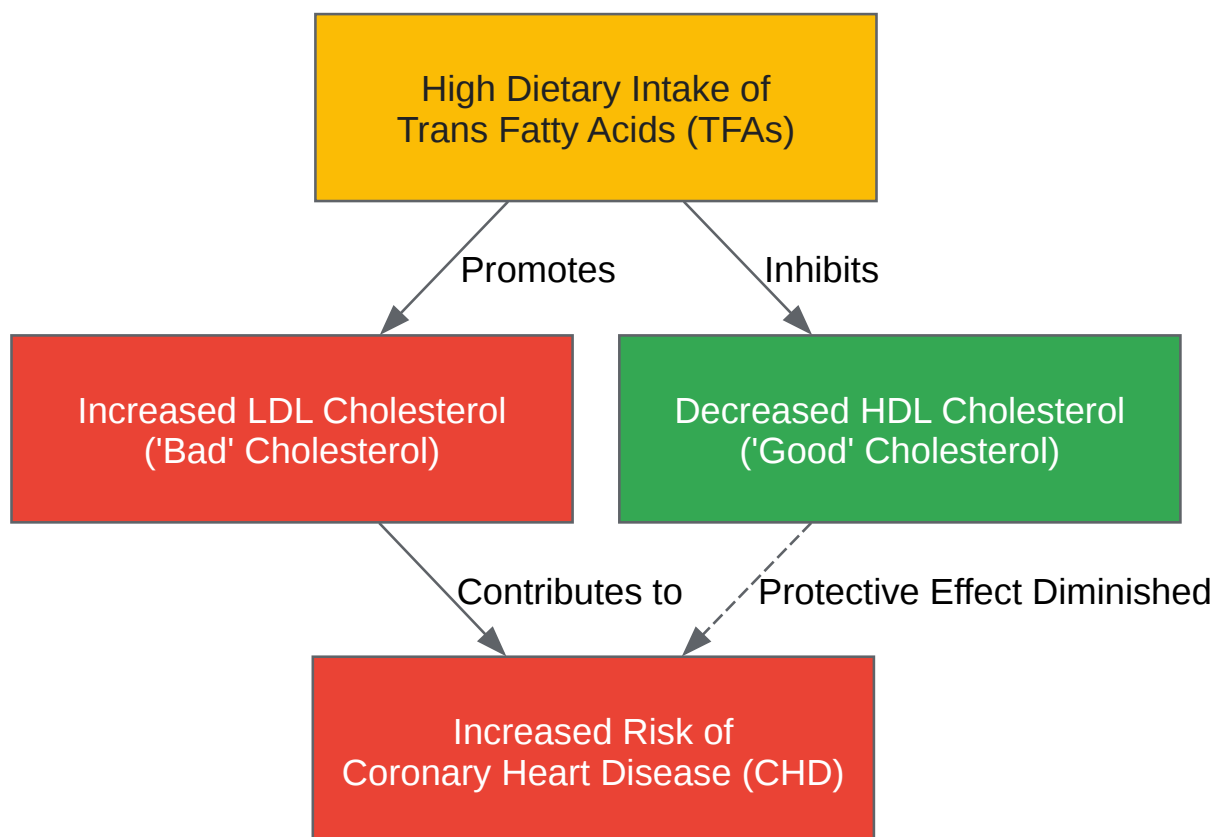 High Dietary Intake of
Trans Fatty Acids (TFAs)
Promotes
Inhibits
Increased LDL Cholesterol
('Bad' Cholesterol)
Decreased HDL Cholesterol
('Good' Cholesterol)
Contributes to
Protective Effect Diminished
Increased Risk of
Coronary Heart Disease (CHD)